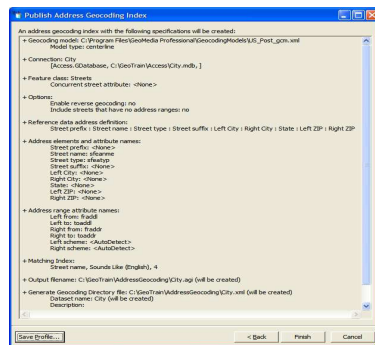 Publish Address Geocoding Index
An address geocoding index with the following specifications will be created:
+ Geocoding model: C:\Program Files\GeoMedia Professional\GeocodingModels\US_Post_gcm.xml
Model type: centerline
+ Connection: City
[Access.GDatabase, C:\GeoTrain\Access\City.mdb, ]
+ Feature class: Streets
Concurrent street attribute: <None>
+ Options:
Enable reverse geocoding: no
Include streets that have no address ranges: no
+ Reference data address definition:
Street prefix : Street name : Street type : Street suffix : Left City : Right City : State : Left ZIP : Right ZIP
+ Address elements and attribute names:
Street prefix: <None>
Street name: sfeanme
Street type: sfeatyp
Street suffix: <None>
Left City: <None>
Right City: <None>
State: <None>
Left ZIP: <None>
Right ZIP: <None>
+ Address range attribute names:
Left from: fraddl
Left to: toaddl
Right from: fraddr
Right to: toaddr
Left scheme: <AutoDetect>
Right scheme: <AutoDetect>
+ Matching Index:
Street name, Sounds Like (English), 4
+ Output filename: C:\GeoTrain\AddressGeocoding\City.agi (will be created)
+ Generate Geocoding Directory file: C:\GeoTrain\AddressGeocoding\City.xml (will be created)
Dataset name: City (will be created)
Description:
Save Profile...
< Back
Finish
Cancel